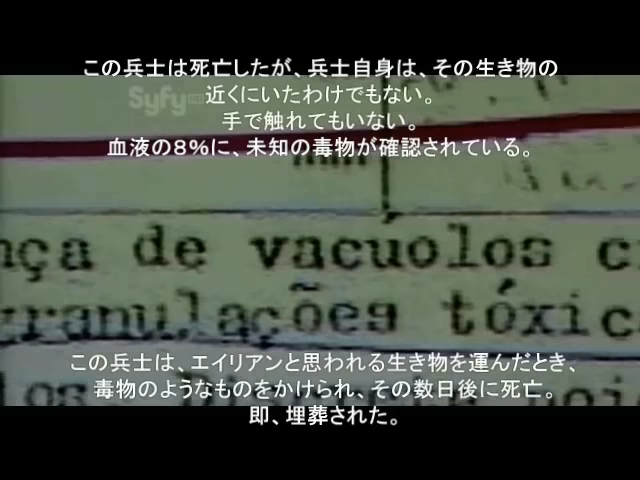 この兵士は死亡したが、兵士自身は、その生き物の
近くにいたわけでもない。
Syfy
手で触れてもいない。
血液の８％に、未知の毒物が確認されている。
nça de vacuolos c
granulações tóxic
この兵士は、エイリアンと思われる生き物を運んだとき、
毒物のようなものをかけられ、その数日後に死亡。
即、埋葬された。